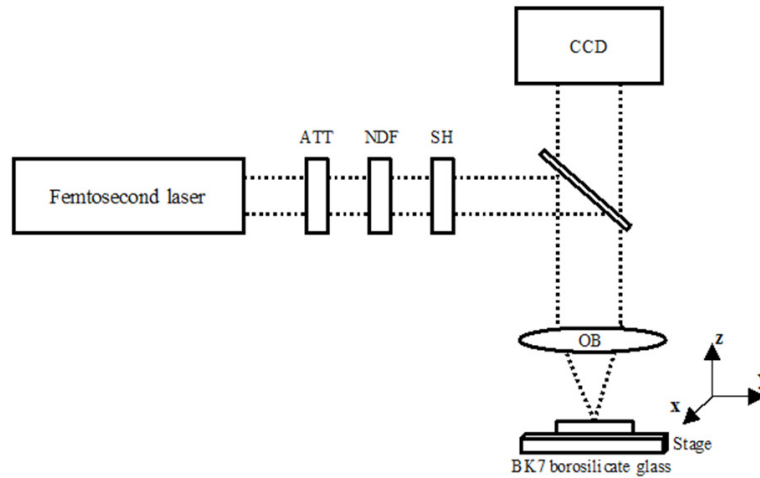 CCD
ATT NDF SH
Femtosecond laser
OB
z
y
x
Stage
BK7 borosilicate glass